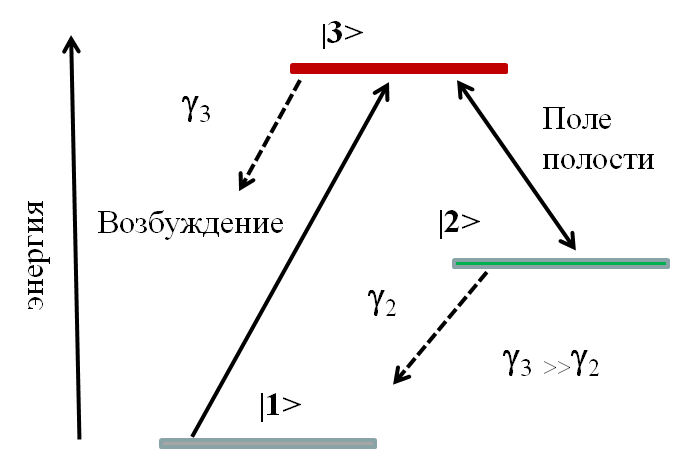 |3>
γ3
Поле
полости
Возбуждение
|2>
энергия
γ2
γ3 >>γ2
|1>